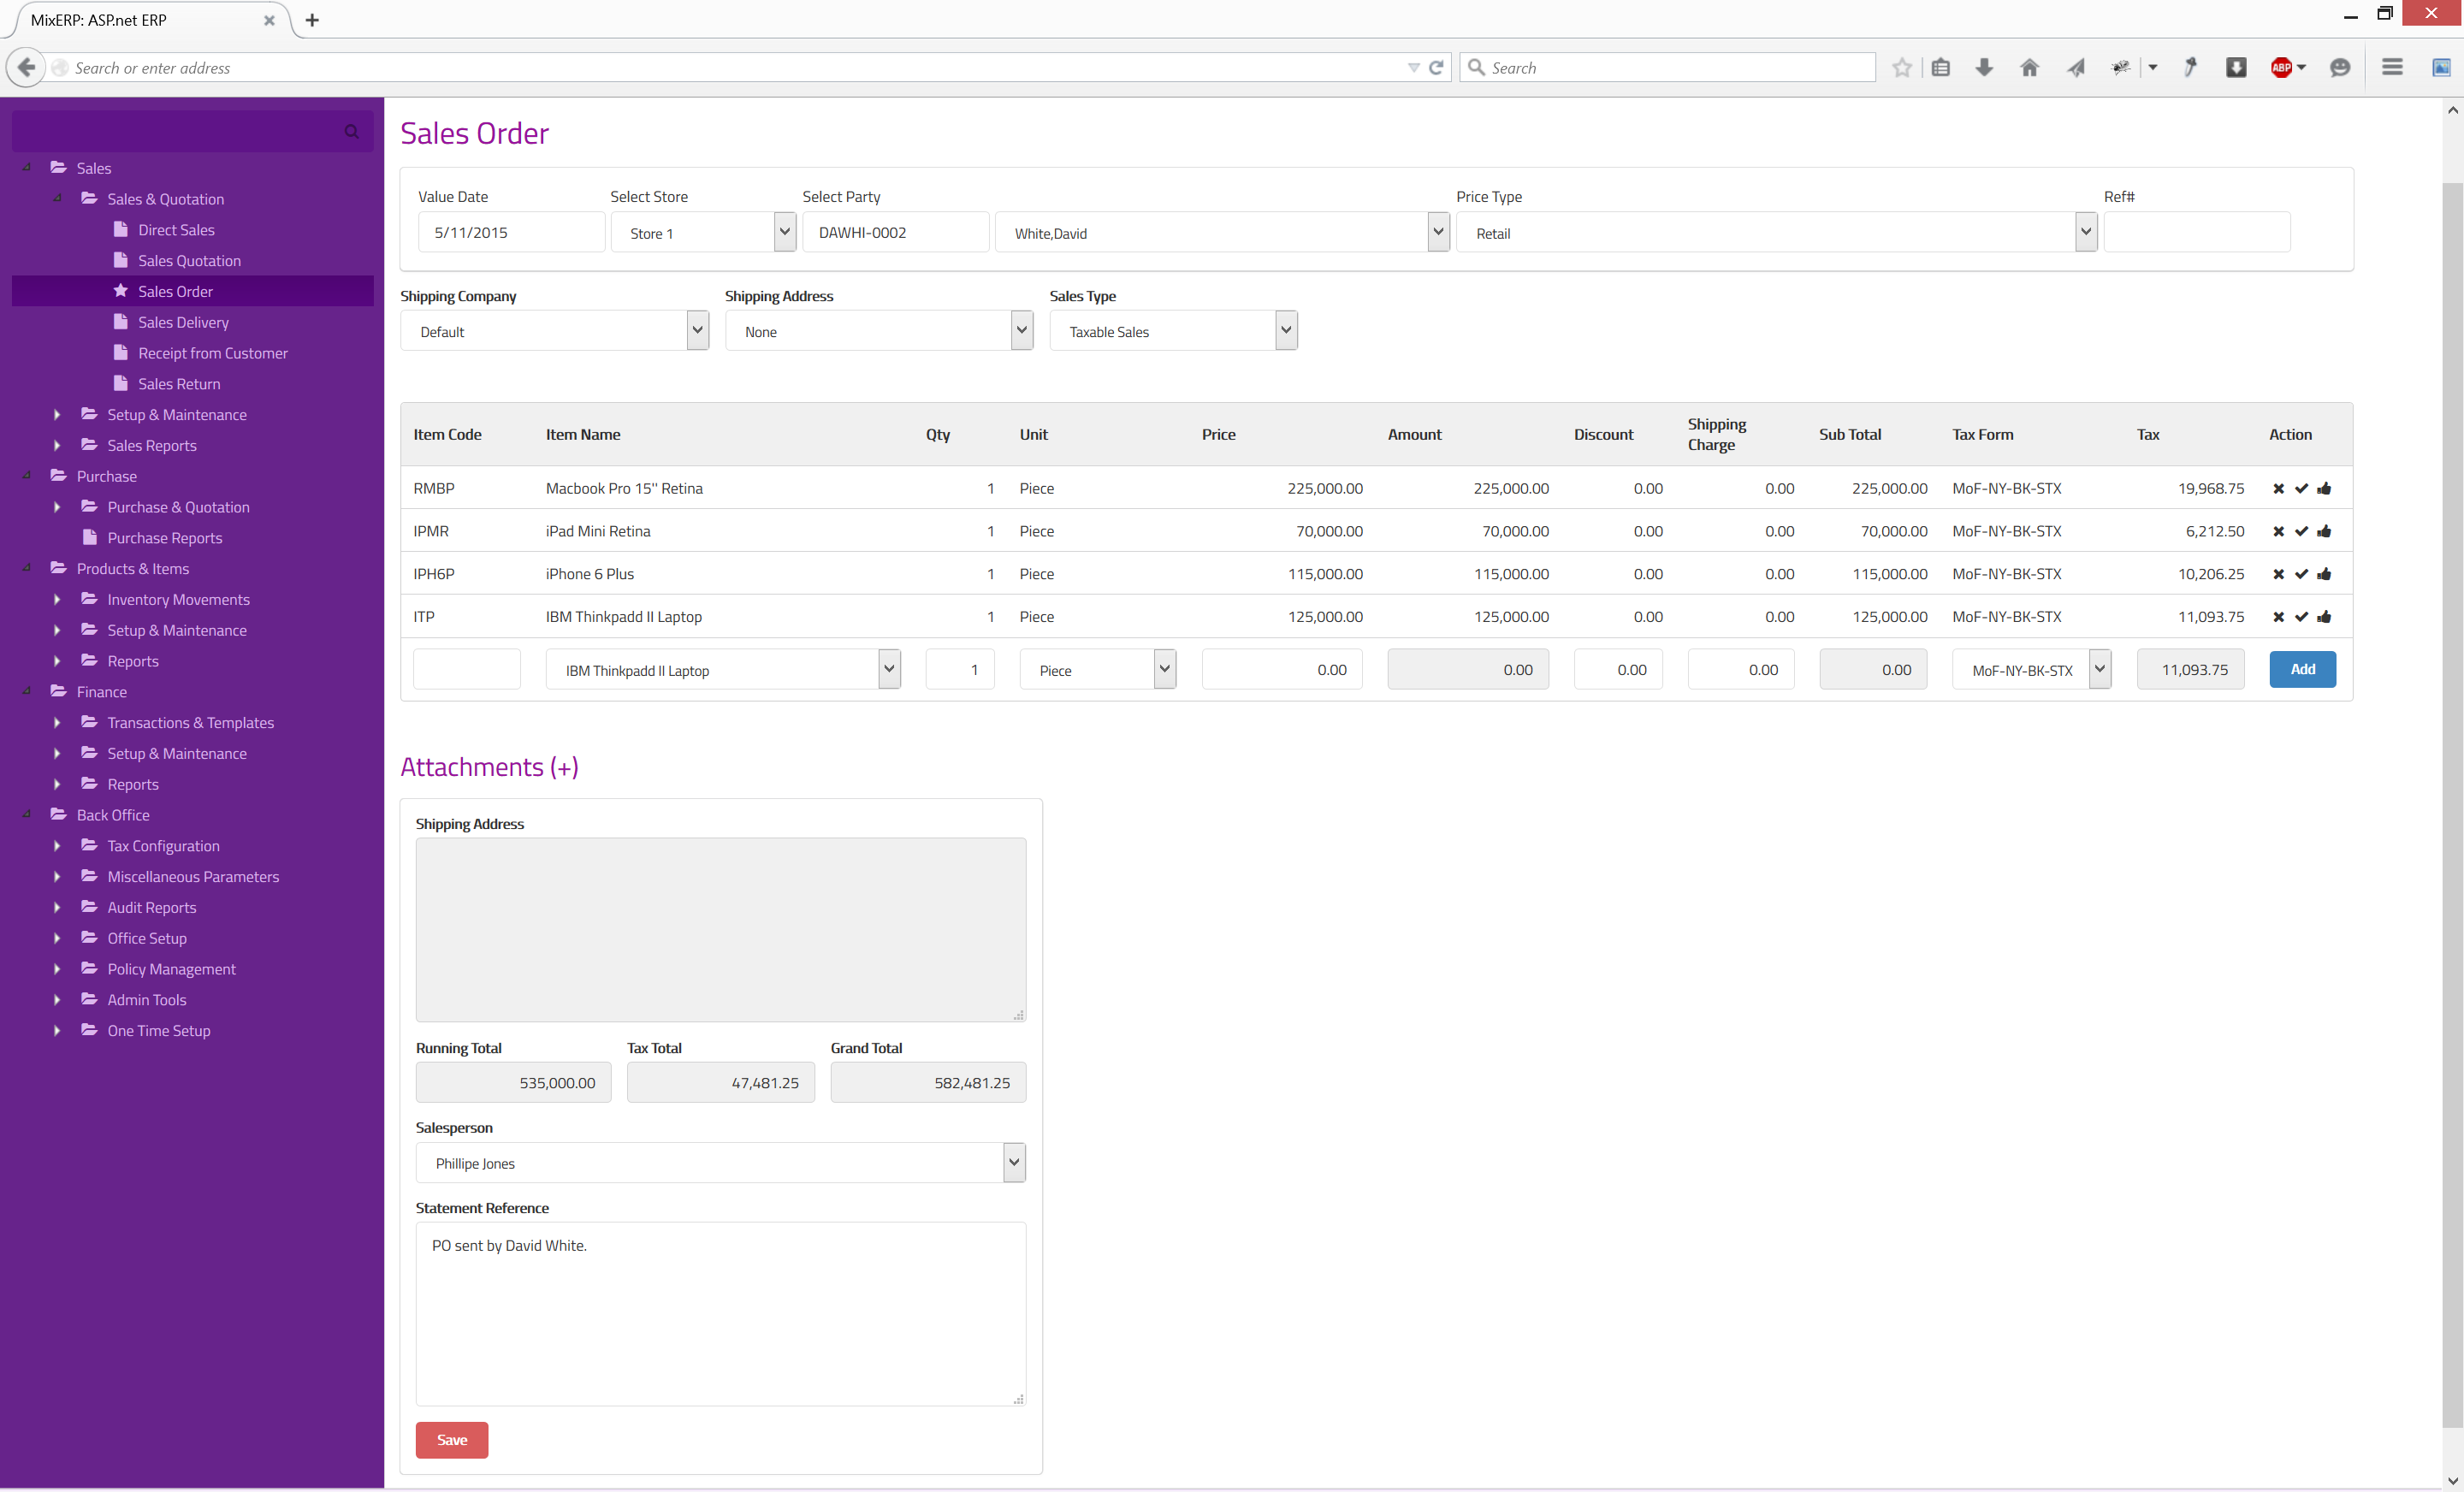 MixERP: ASP.net ERP
Search or enter address
Search
ABP
Sales
Sales & Quotation
Direct Sales
Sales Quotation
Sales Order
Sales Delivery
Receipt from Customer
Sales Return
Setup & Maintenance
Sales Reports
Purchase
Purchase & Quotation
Purchase Reports
Products & Items
Inventory Movements
Setup & Maintenance
Reports
Finance
Transactions & Templates
Setup & Maintenance
Reports
Back Office
Tax Configuration
Miscellaneous Parameters
Audit Reports
Office Setup
Policy Management
Admin Tools
One Time Setup
Sales Order
Value Date Select Store Select Party Price Type Ref#
5/11/2015 Store 1 DAWHI-0002 White,David Retail
Shipping Company Shipping Address Sales Type
Default None Taxable Sales
Item Code Item Name Qty Unit Price Amount Discount Shipping Charge Sub Total Tax Form Tax Action
RMBP Macbook Pro 15'' Retina 1 Piece 225,000.00 225,000.00 0.00 0.00 225,000.00 MoF-NY-BK-STX 19,968.75
IPMR iPad Mini Retina 1 Piece 70,000.00 70,000.00 0.00 0.00 70,000.00 MoF-NY-BK-STX 6,212.50
IPH6P iPhone 6 Plus 1 Piece 115,000.00 115,000.00 0.00 0.00 115,000.00 MoF-NY-BK-STX 10,206.25
ITP IBM Thinkpadd II Laptop 1 Piece 125,000.00 125,000.00 0.00 0.00 125,000.00 MoF-NY-BK-STX 11,093.75
IBM Thinkpadd II Laptop 1 Piece 0.00 0.00 0.00 0.00 0.00 MoF-NY-BK-STX 11,093.75 Add
Attachments (+)
Shipping Address
Running Total Tax Total Grand Total
535,000.00 47,481.25 582,481.25
Salesperson
Phillipe Jones
Statement Reference
PO sent by David White.
Save